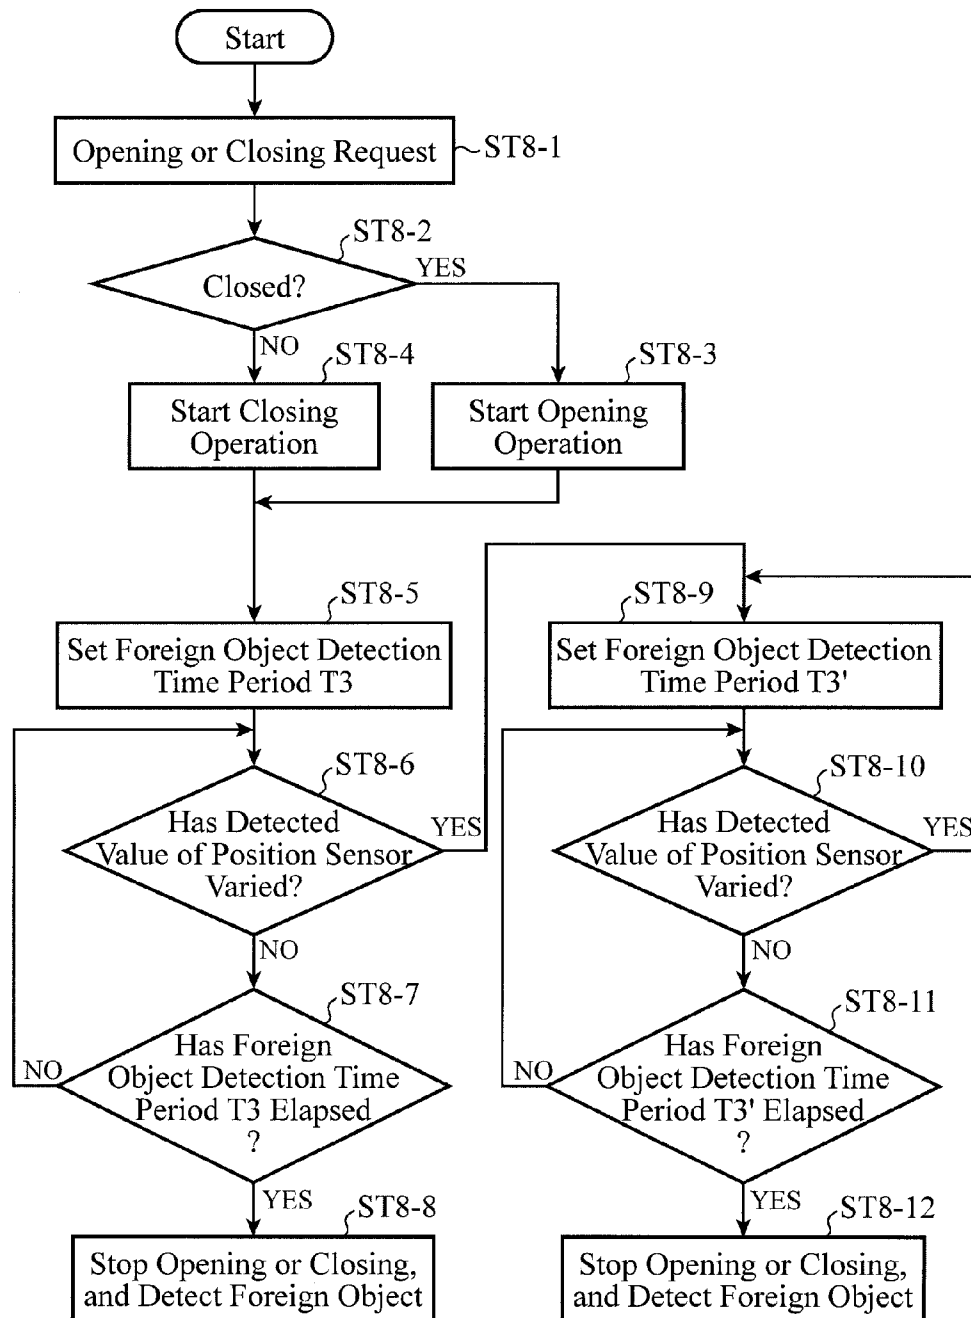 Start
Opening or Closing Request
ST8-1
ST8-2
Closed?
YES
NO
ST8-4
Start Closing
Operation
ST8-3
Start Opening
Operation
ST8-5
Set Foreign Object Detection
Time Period T3
ST8-6
Has Detected
Value of Position Sensor
Varied?
YES
NO
ST8-7
Has Foreign
Object Detection Time
Period T3 Elapsed
?
NO
YES
ST8-8
Stop Opening or Closing,
and Detect Foreign Object
ST8-9
Set Foreign Object Detection
Time Period T3'
ST8-10
Has Detected
Value of Position Sensor
Varied?
YES
NO
ST8-11
Has Foreign
Object Detection Time
Period T3' Elapsed
?
NO
YES
ST8-12
Stop Opening or Closing,
and Detect Foreign Object